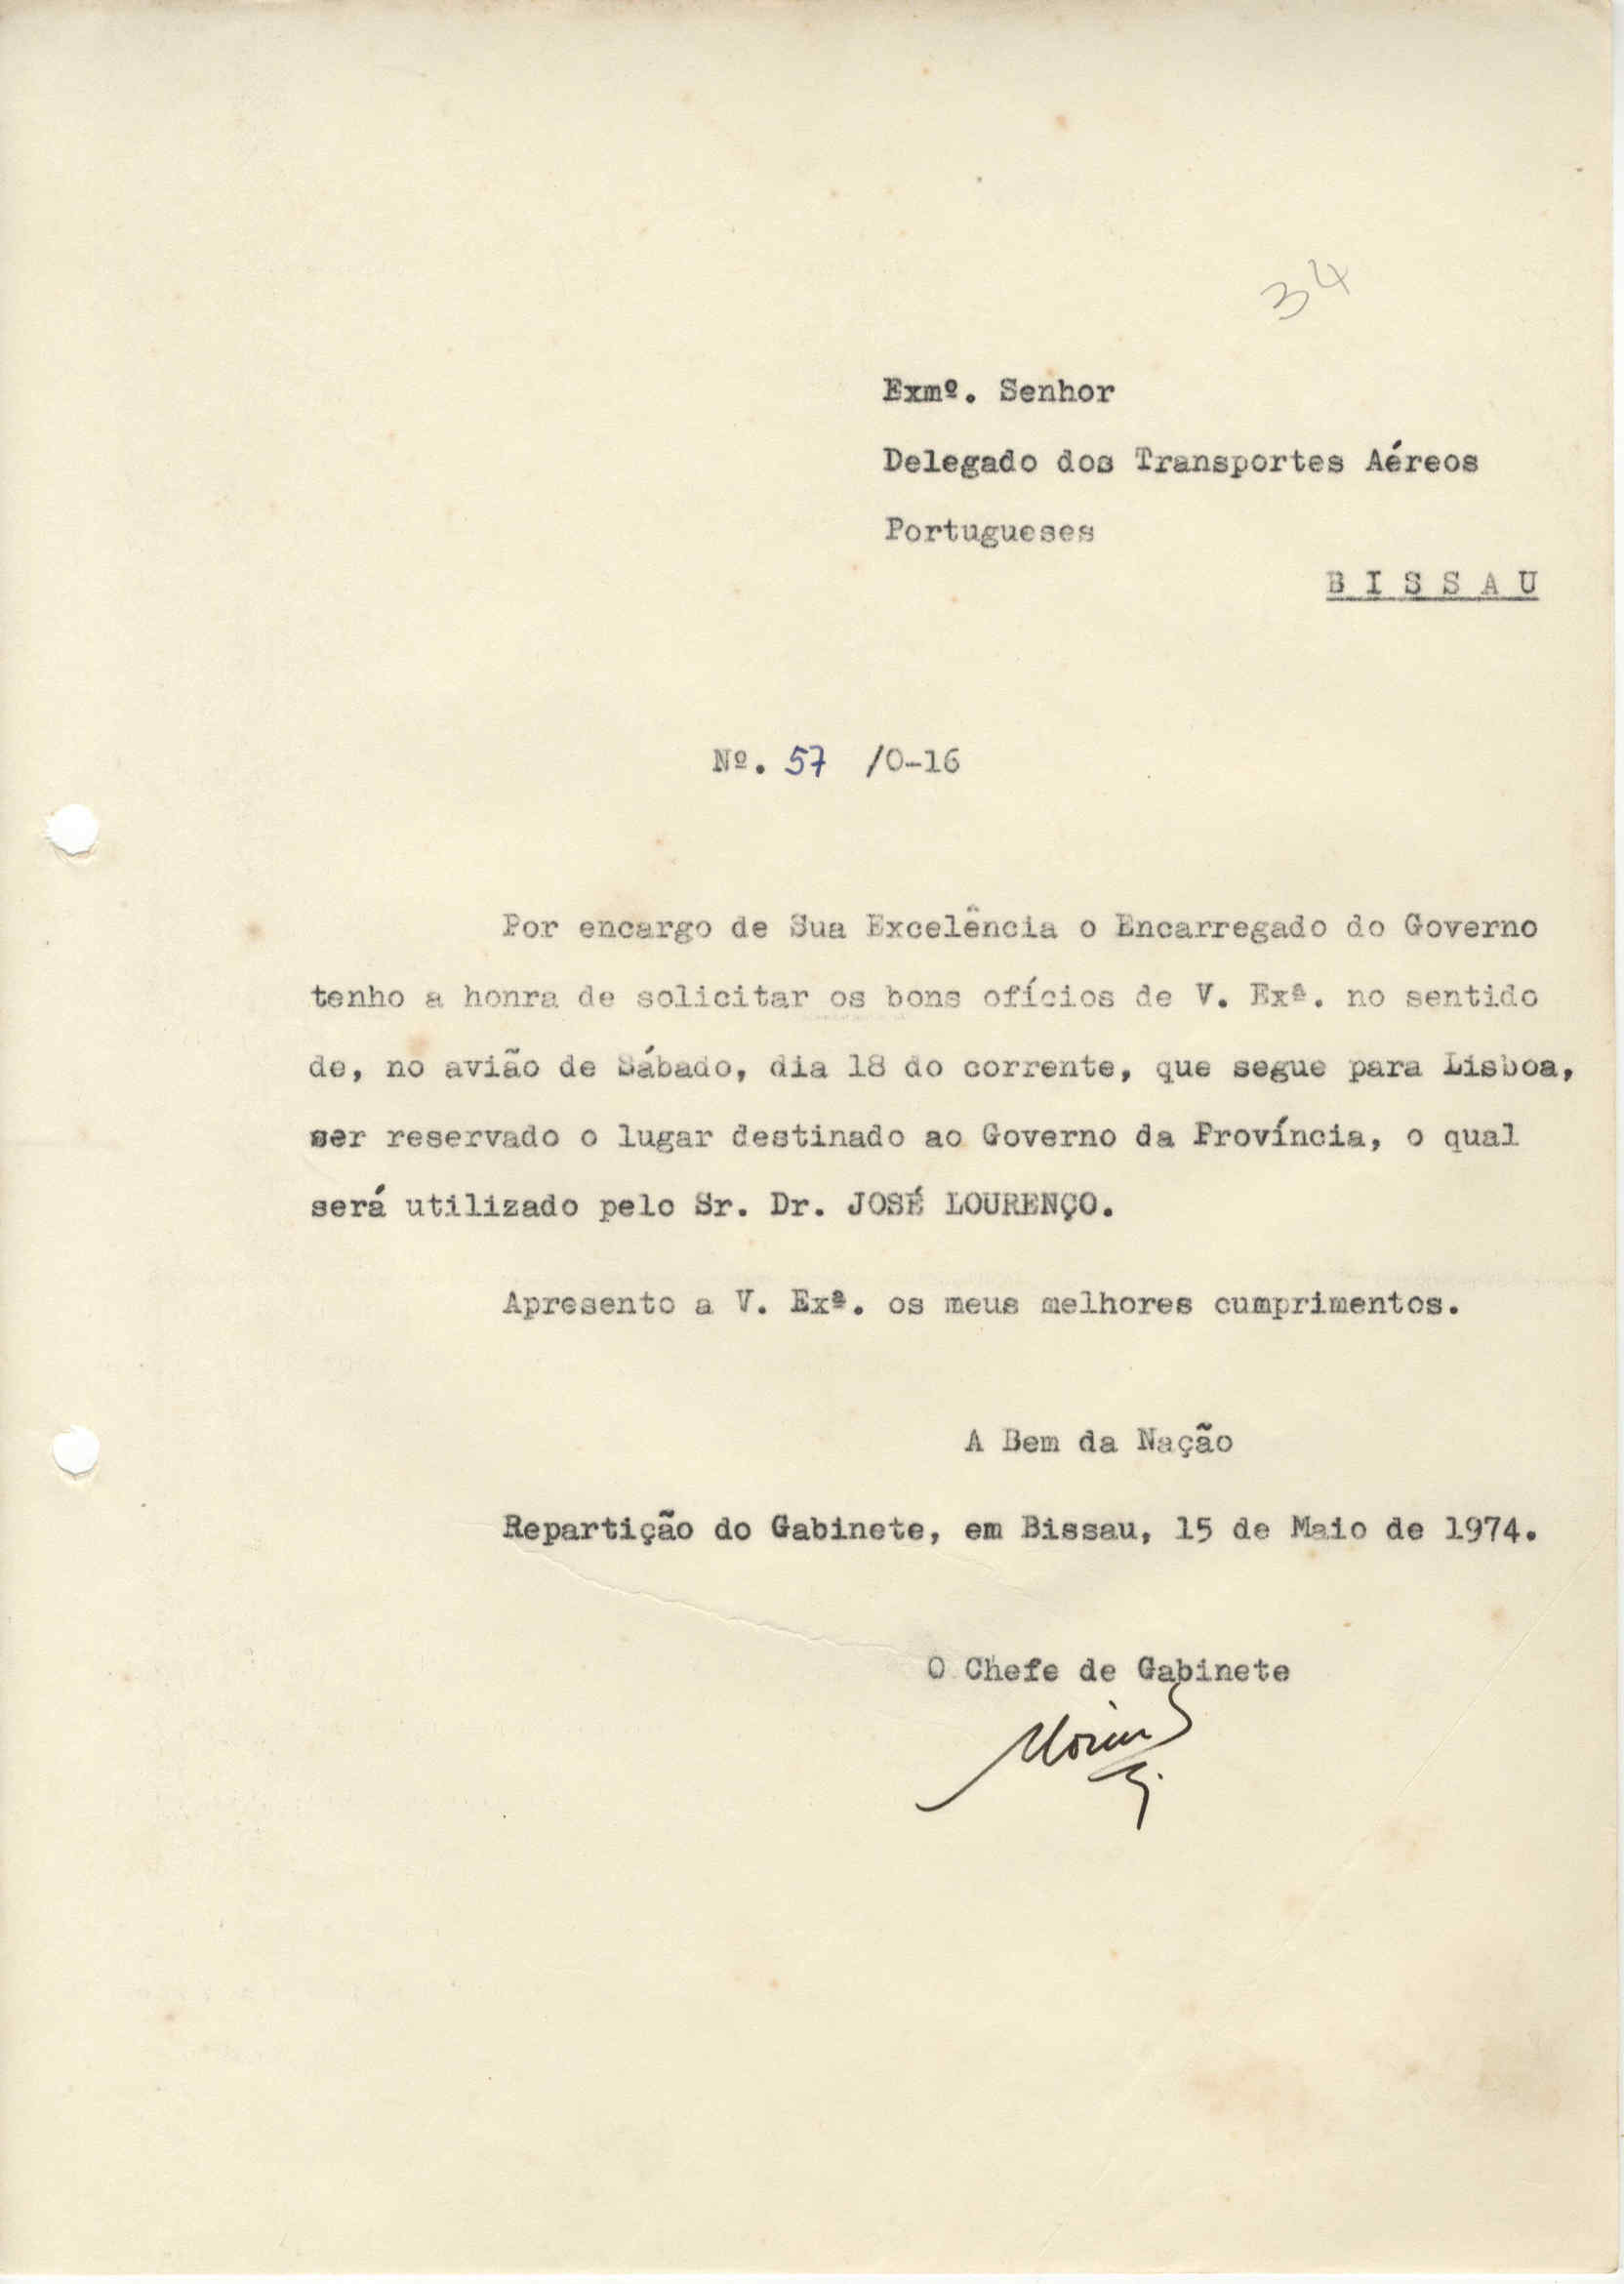 34
Exmº. Senhor
Delegado dos Transportes Aéreos
Portugueses
B I S S A U
Nº. 57 /0-16
Por encargo de Sua Excelência o Encarregado do Governo
tenho a honra de solicitar os bons ofícios de V. Exª. no sentido
de, no avião de Sábado, dia 18 do corrente, que segue para Lisboa,
ser reservado o lugar destinado ao Governo da Província, o qual
será utilizado pelo Sr. Dr. JOSÉ LOURENÇO.
Apresento a V. Exª. os meus melhores cumprimentos.
A Bem da Nação
Repartição do Gabinete, em Bissau, 15 de Maio de 1974.
O Chefe de Gabinete